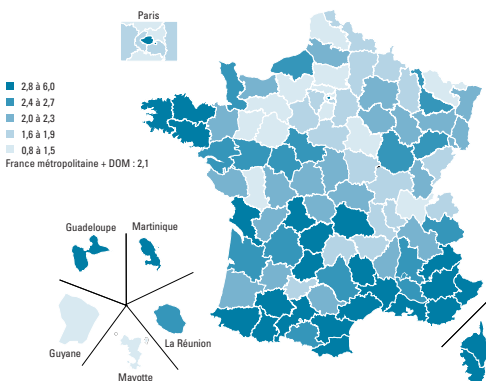 Paris
2,8 à 6,0
2,4 à 2,7
2,0 à 2,3
1,6 à 1,9
0,8 à 1,5
France métropolitaine + DOM : 2,1
Guadeloupe
Martinique
Guyane
La Réunion
Mayotte